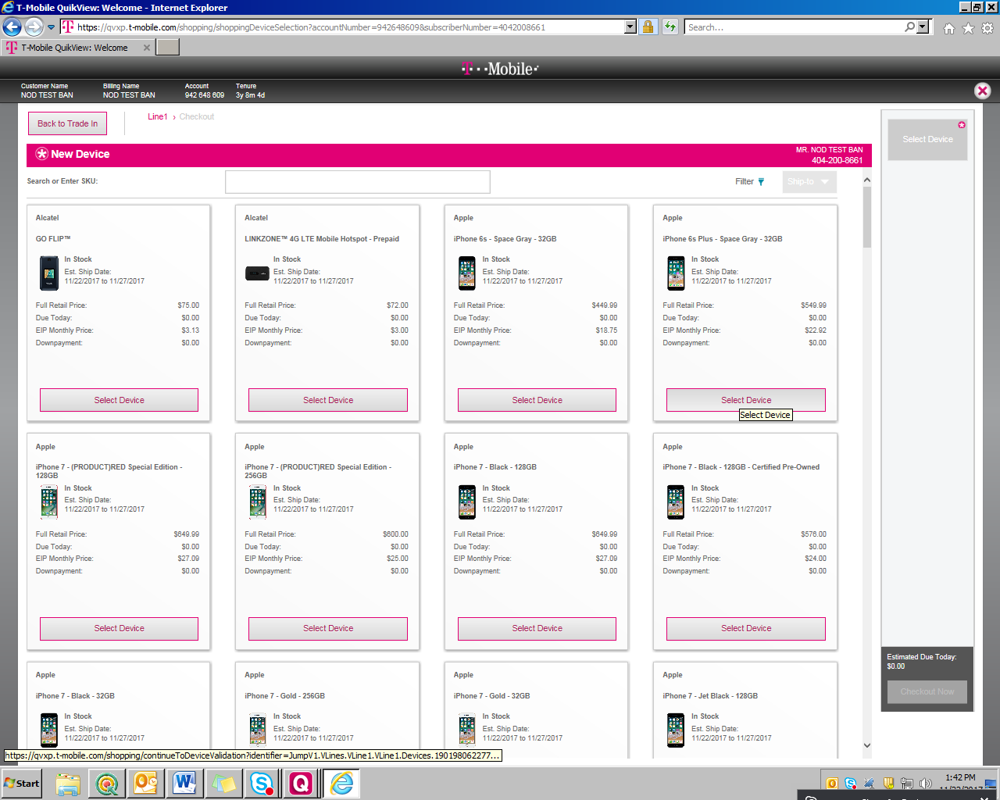 T-Mobile QuikView: Welcome - Internet Explorer
https://qvxp.t-mobile.com/shopping/shoppingDeviceSelection?accountNumber=942648609&subscriberNumber=4042008661
Search...
T-Mobile QuikView: Welcome
T··Mobile·
Customer Name Billing Name Account Tenure
NOD TEST BAN NOD TEST BAN 942 648 609 3y 8m 4d
Back to Trade In Line1 › Checkout
Select Device
New Device
MR. NOD TEST BAN
404-200-8661
Search or Enter SKU: Filter Ship-to
Alcatel Alcatel Apple Apple
GO FLIP™ LINKZONE™ 4G LTE Mobile Hotspot - Prepaid iPhone 6s - Space Gray - 32GB iPhone 6s Plus - Space Gray - 32GB
In Stock In Stock In Stock In Stock
Est. Ship Date: Est. Ship Date: Est. Ship Date: Est. Ship Date:
11/22/2017 to 11/27/2017 11/22/2017 to 11/27/2017 11/22/2017 to 11/27/2017 11/22/2017 to 11/27/2017
Full Retail Price: $75.00 Full Retail Price: $72.00 Full Retail Price: $449.99 Full Retail Price: $549.99
Due Today: $0.00 Due Today: $0.00 Due Today: $0.00 Due Today: $0.00
EIP Monthly Price: $3.13 EIP Monthly Price: $3.00 EIP Monthly Price: $18.75 EIP Monthly Price: $22.92
Downpayment: $0.00 Downpayment: $0.00 Downpayment: $0.00 Downpayment: $0.00
Select Device Select Device Select Device Select Device
Select Device
Apple Apple Apple Apple
iPhone 7 - (PRODUCT)RED Special Edition - iPhone 7 - (PRODUCT)RED Special Edition - iPhone 7 - Black - 128GB iPhone 7 - Black - 128GB - Certified Pre-Owned
128GB 256GB
In Stock In Stock In Stock In Stock
Est. Ship Date: Est. Ship Date: Est. Ship Date: Est. Ship Date:
11/22/2017 to 11/27/2017 11/22/2017 to 11/27/2017 11/22/2017 to 11/27/2017 11/22/2017 to 11/27/2017
Full Retail Price: $649.99 Full Retail Price: $600.00 Full Retail Price: $649.99 Full Retail Price: $576.00
Due Today: $0.00 Due Today: $0.00 Due Today: $0.00 Due Today: $0.00
EIP Monthly Price: $27.09 EIP Monthly Price: $25.00 EIP Monthly Price: $27.09 EIP Monthly Price: $24.00
Downpayment: $0.00 Downpayment: $0.00 Downpayment: $0.00 Downpayment: $0.00
Select Device Select Device Select Device Select Device
Apple Apple Apple Apple
iPhone 7 - Black - 32GB iPhone 7 - Gold - 256GB iPhone 7 - Gold - 32GB iPhone 7 - Jet Black - 128GB
In Stock In Stock In Stock In Stock
Est. Ship Date: Est. Ship Date: Est. Ship Date: Est. Ship Date:
11/22/2017 to 11/27/2017 11/22/2017 to 11/27/2017 11/22/2017 to 11/27/2017 11/22/2017 to 11/27/2017
Estimated Due Today:
$0.00
Checkout Now
https://qvxp.t-mobile.com/shopping/continueToDeviceValidation?identifier=JumpV1.VLines.VLine1.VLine1.Devices.190198062277...
Start
1:42 PM